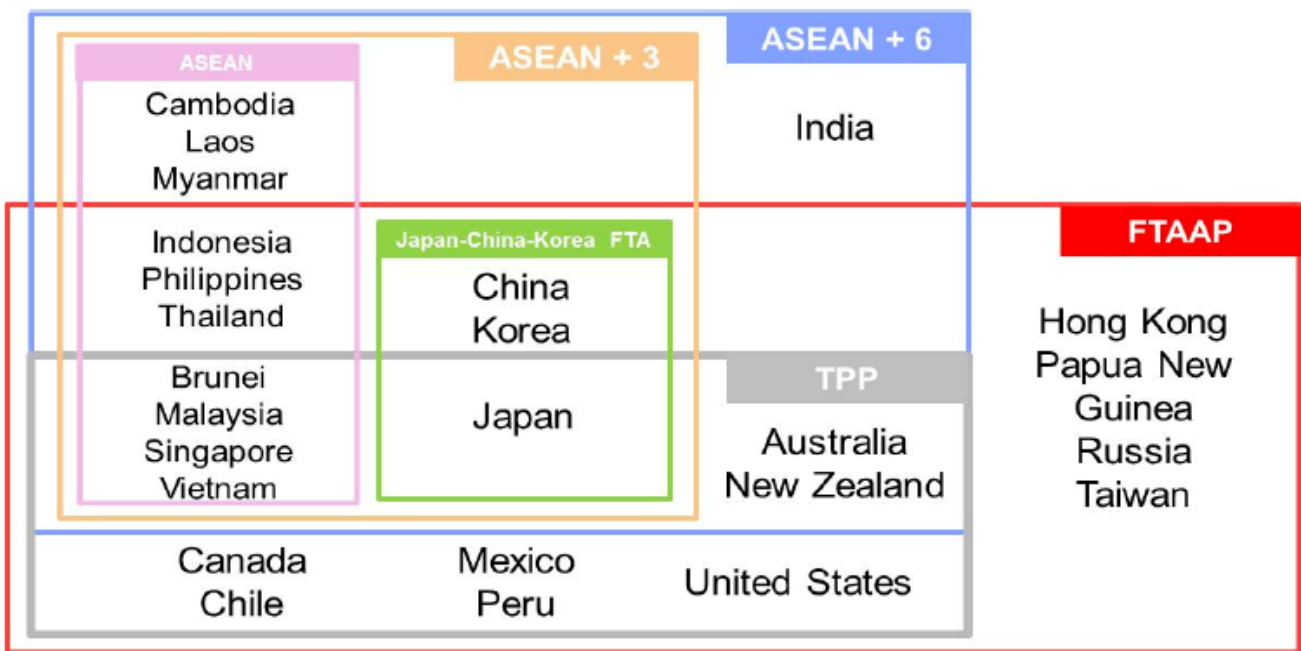 ASEAN
ASEAN + 3
ASEAN + 6
Cambodia
Laos
Myanmar
India
FTAAP
Indonesia
Philippines
Thailand
Japan-China-Korea FTA
China
Korea
Hong Kong
Papua New
Guinea
Russia
Taiwan
TPP
Brunei
Malaysia
Singapore
Vietnam
Japan
Australia
New Zealand
Canada
Chile
Mexico
Peru
United States